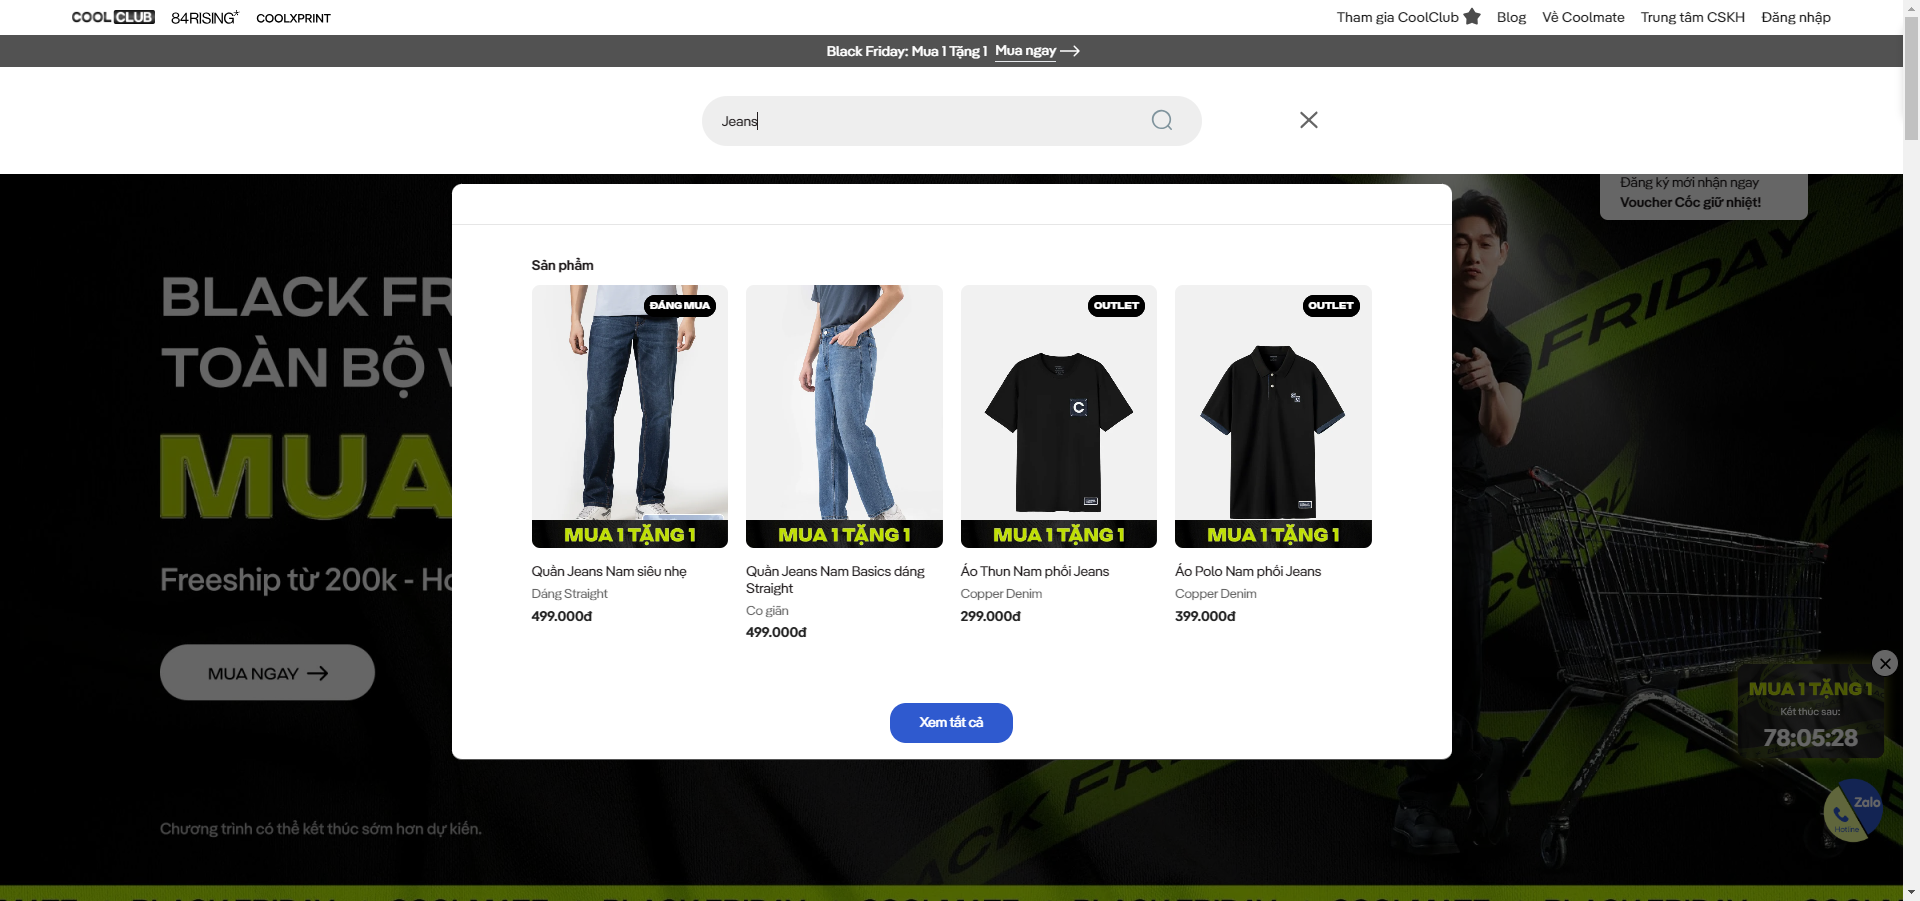 COOLCLUB 84RISING* COOLXPRINT
Tham gia CoolClub Blog Về Coolmate Trung tâm CSKH Đăng nhập
Black Friday: Mua 1 Tặng 1 Mua ngay
Jeans
Đăng ký mới nhận ngay
Voucher Cốc giữ nhiệt!
BLACK FR
TOÀN BỘ
MUA
Freeship từ 200k - Ho
MUA NGAY
Chương trình có thể kết thúc sớm hơn dự kiến.
Sản phẩm
ĐÁNG MUA
OUTLET
OUTLET
C
MUA 1 TẶNG 1
MUA 1 TẶNG 1
MUA 1 TẶNG 1
MUA 1 TẶNG 1
Quần Jeans Nam siêu nhẹ
Dáng Straight
499.000đ
Quần Jeans Nam Basics dáng
Straight
Co giãn
499.000đ
Áo Thun Nam phối Jeans
Copper Denim
299.000đ
Áo Polo Nam phối Jeans
Copper Denim
399.000đ
Xem tất cả
FRIDAY
MUA 1 TẶNG 1
Kết thúc sau:
78:05:28
Zalo
Hotline